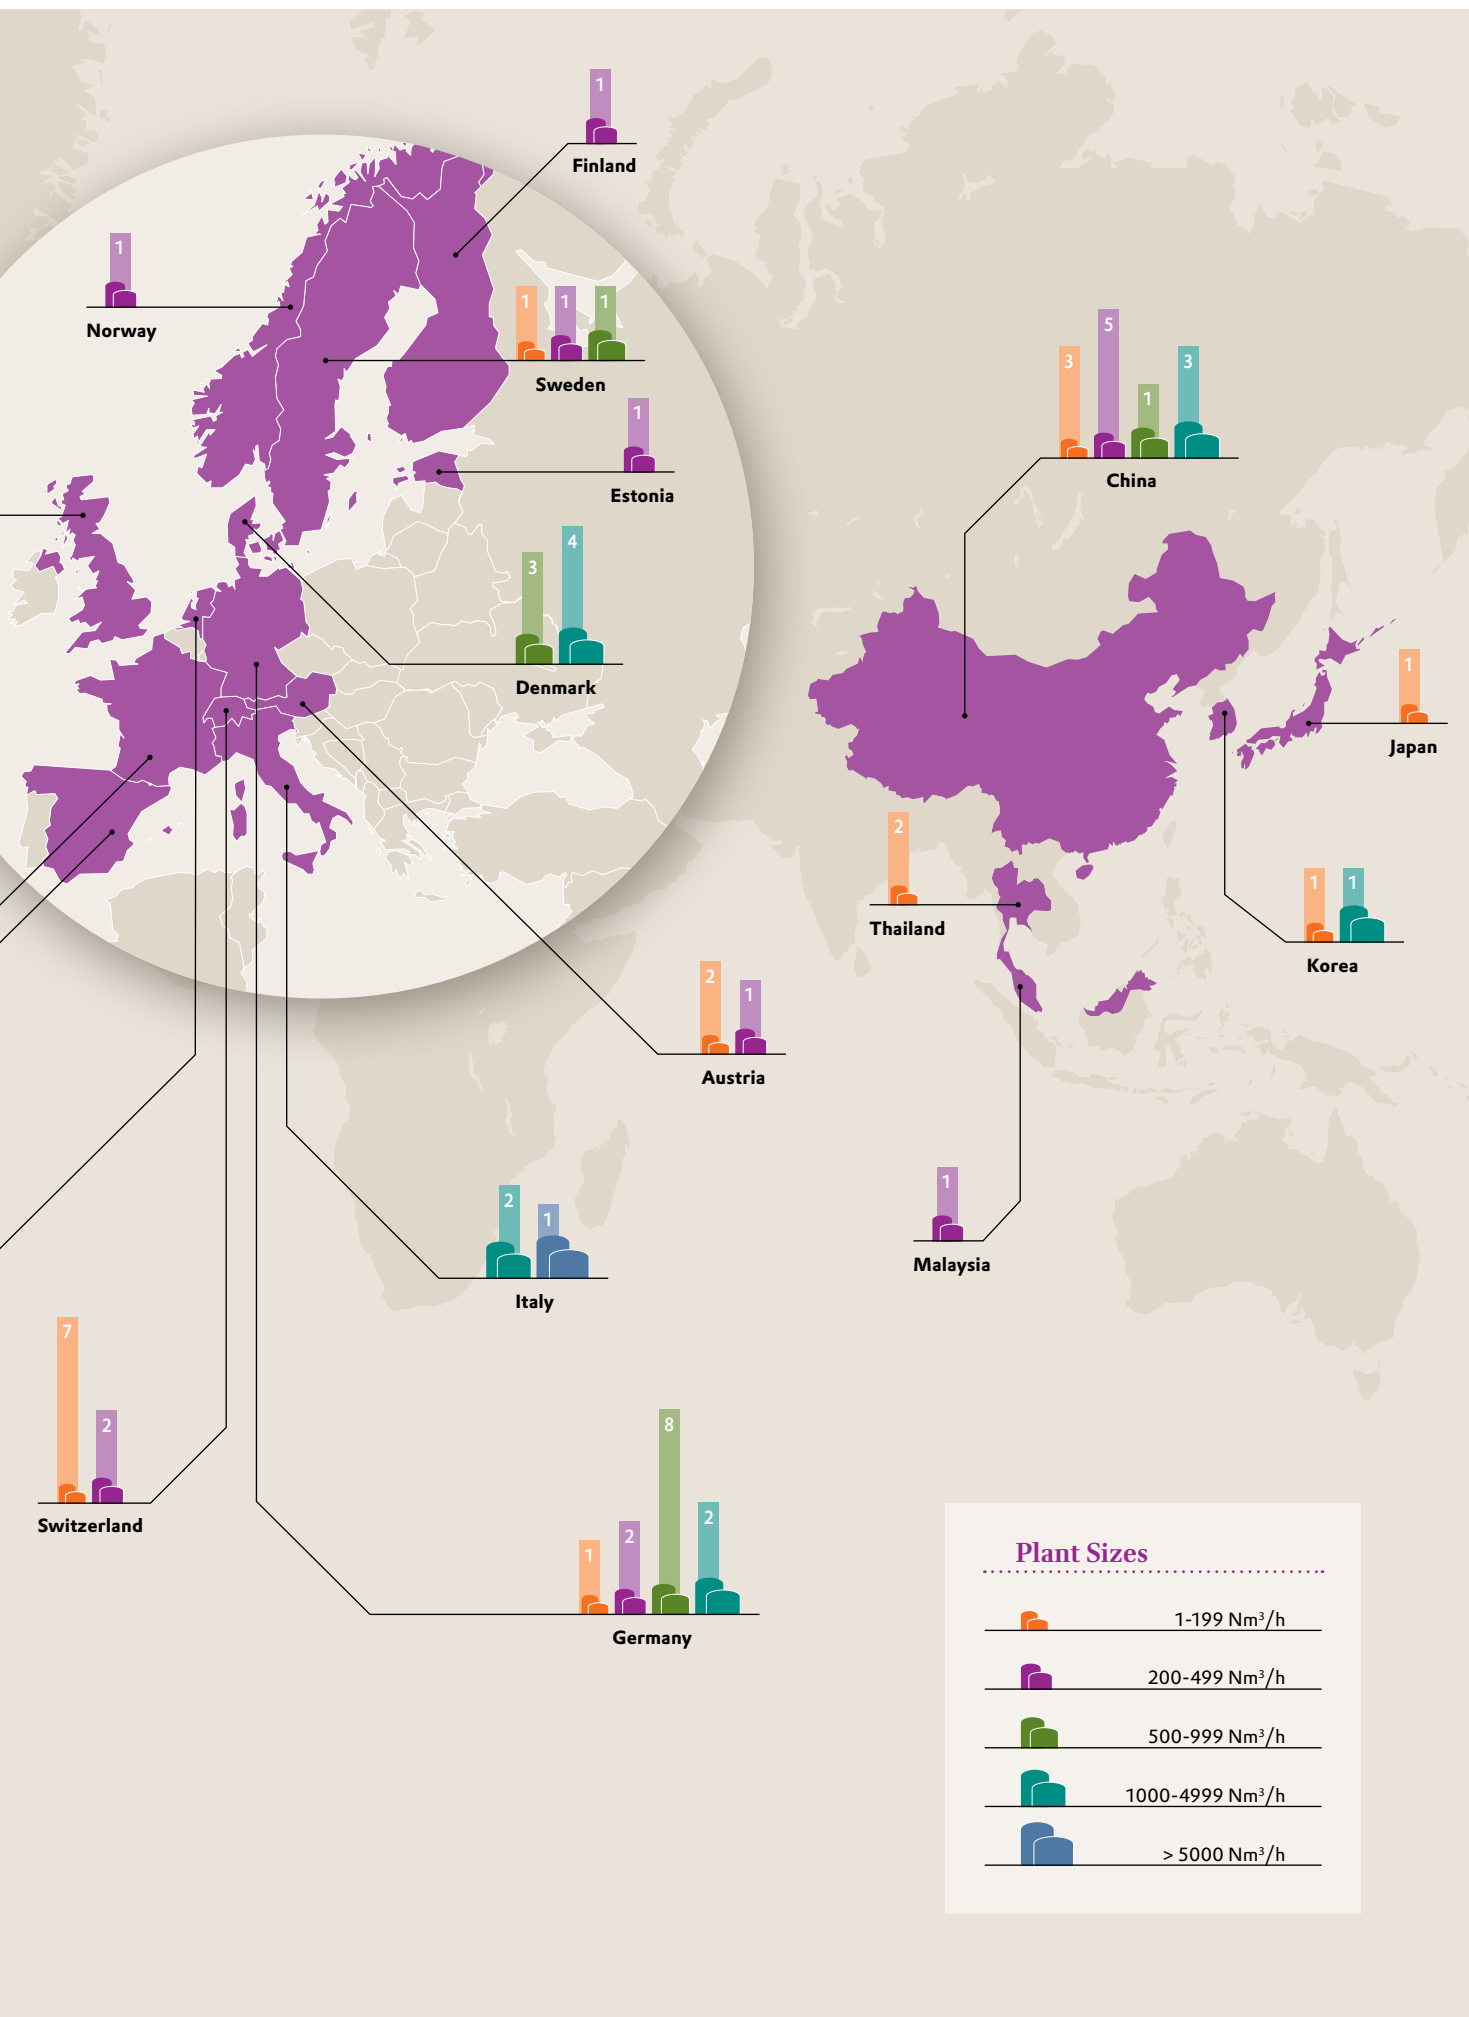 1
Finland
1
Norway
1 1 1
Sweden
1
Estonia
3 4
Denmark
3 5 1 3
China
1
Japan
2
Thailand
1 1
Korea
2 1
Austria
1
Malaysia
2 1
Italy
7 2
Switzerland
1 2 8 2
Germany
Plant Sizes
1-199 Nm³/h
200-499 Nm³/h
500-999 Nm³/h
1000-4999 Nm³/h
> 5000 Nm³/h